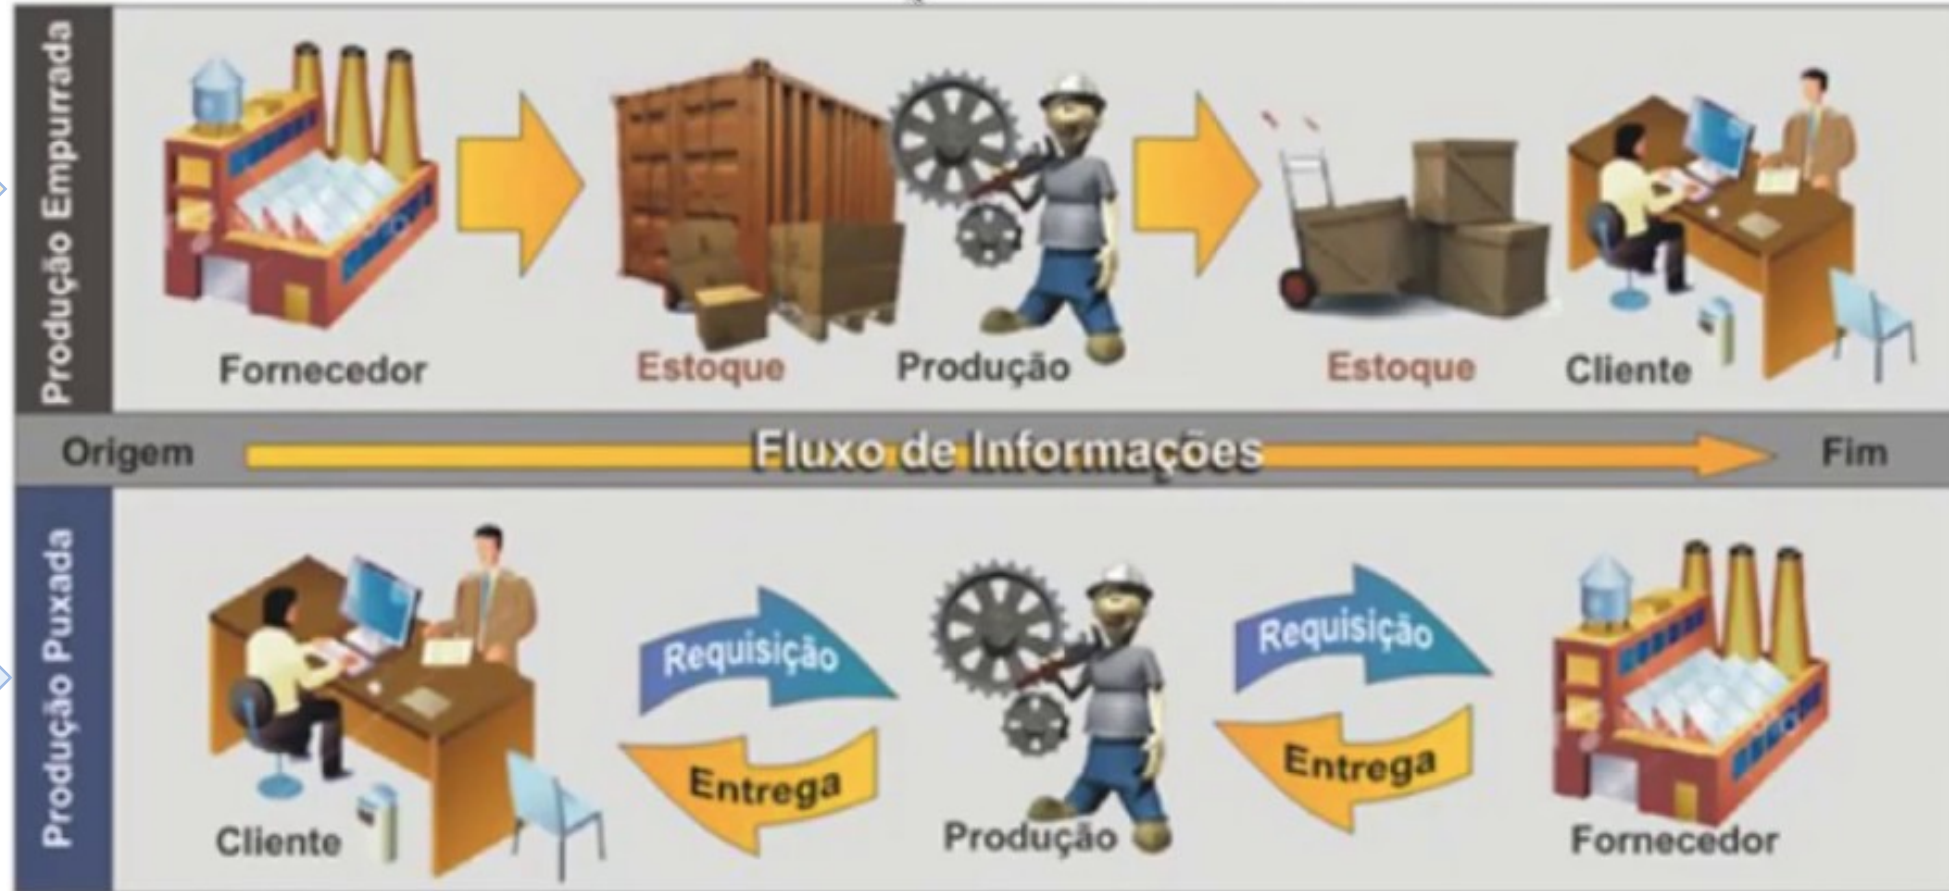 Produção Empurrada
Fornecedor
Estoque
Produção
Estoque
Cliente
Origem
Fluxo de Informações
Fim
Produção Puxada
Requisição
Requisição
Entrega
Entrega
Cliente
Produção
Fornecedor